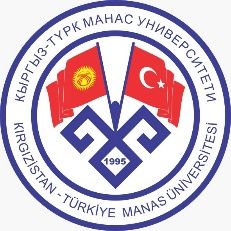 КЫРГЫЗ-ТҮРК МАНАС УНИВЕРСИТЕТИ
1995
KIRGIZİSTAN - TÜRKİYE MANAS ÜNİVERSİTESİ